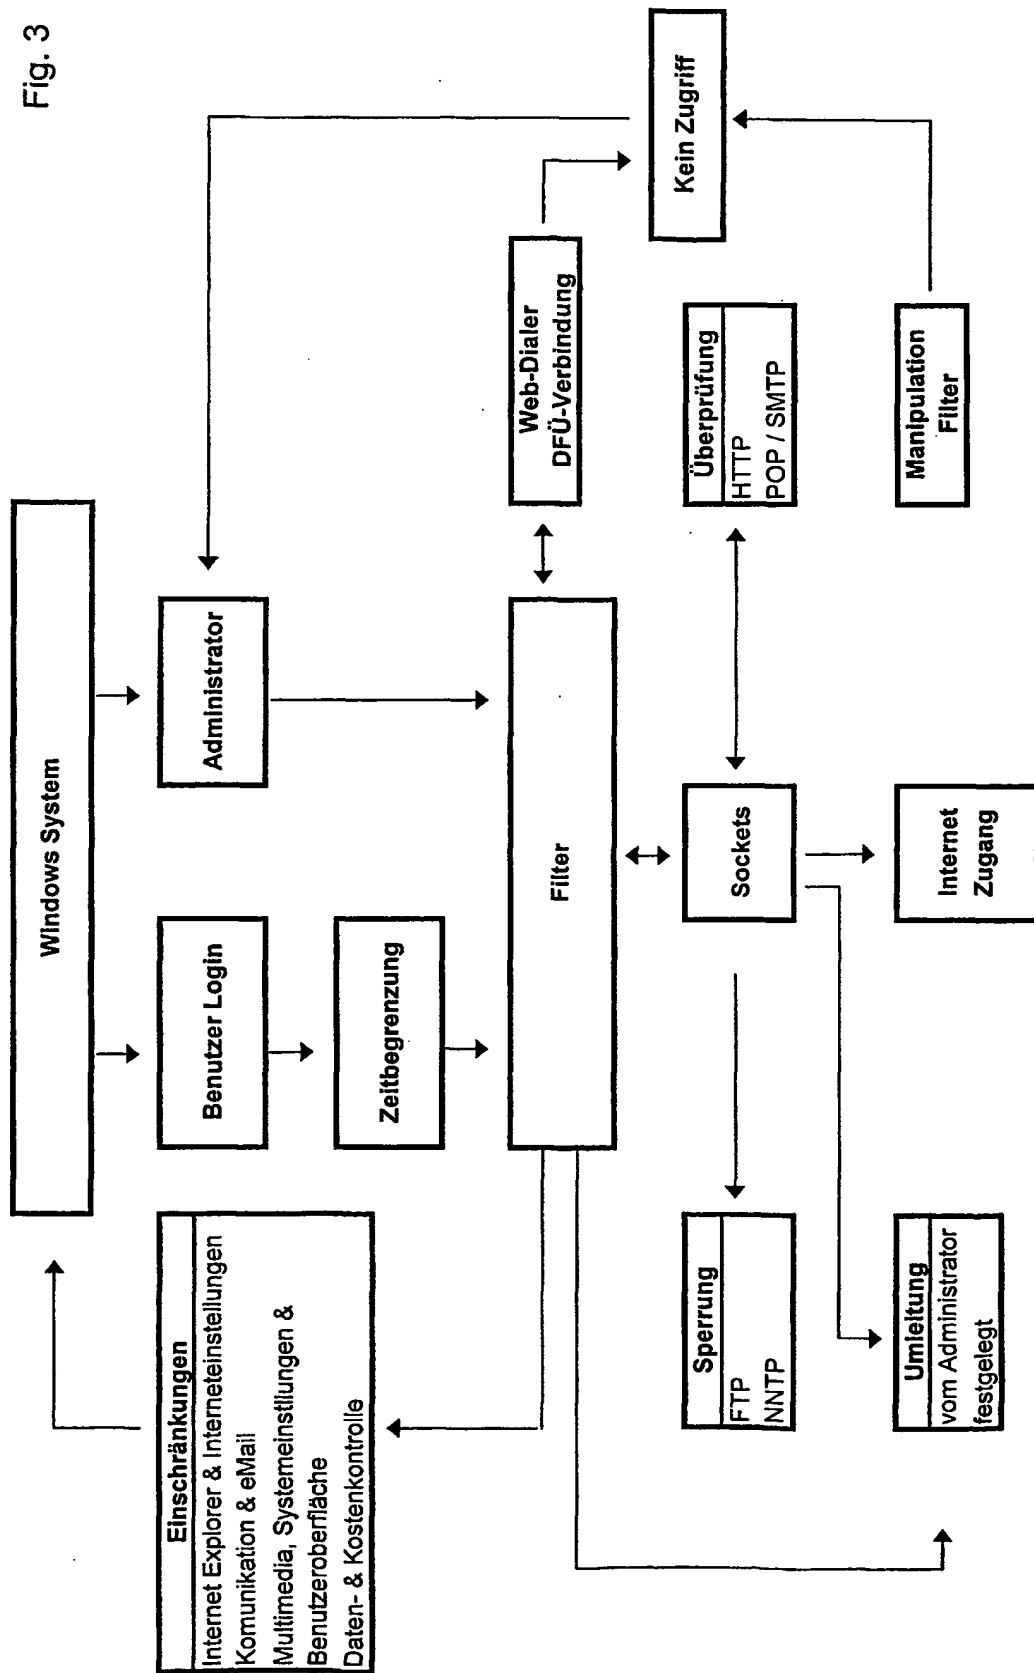 Fig. 3
Windows System
Einschränkungen
Internet Explorer & Interneteinstellungen
Komunikation & eMail
Multimedia, Systemeinstllungen &
Benutzeroberfläche
Daten- & Kostenkontrolle
Benutzer Login
Administrator
Zeitbegrenzung
Filter
Web-Dialer
DFÜ-Verbindung
Kein Zugriff
Sperrung
FTP
NNTP
Sockets
Überprüfung
HTTP
POP / SMTP
Umleitung
vom Administrator
festgelegt
Internet
Zugang
Manipulation
Filter